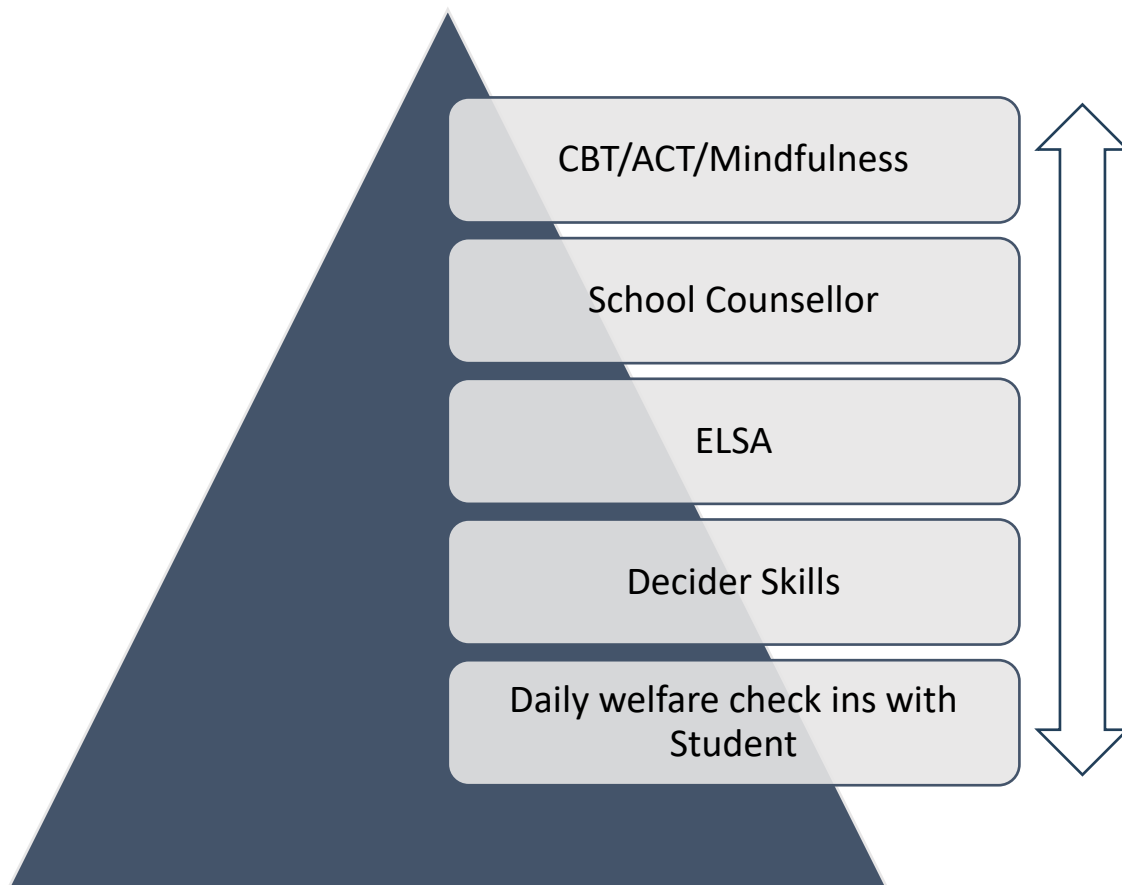 CBT/ACT/Mindfulness
School Counsellor
ELSA
Decider Skills
Daily welfare check ins with
Student